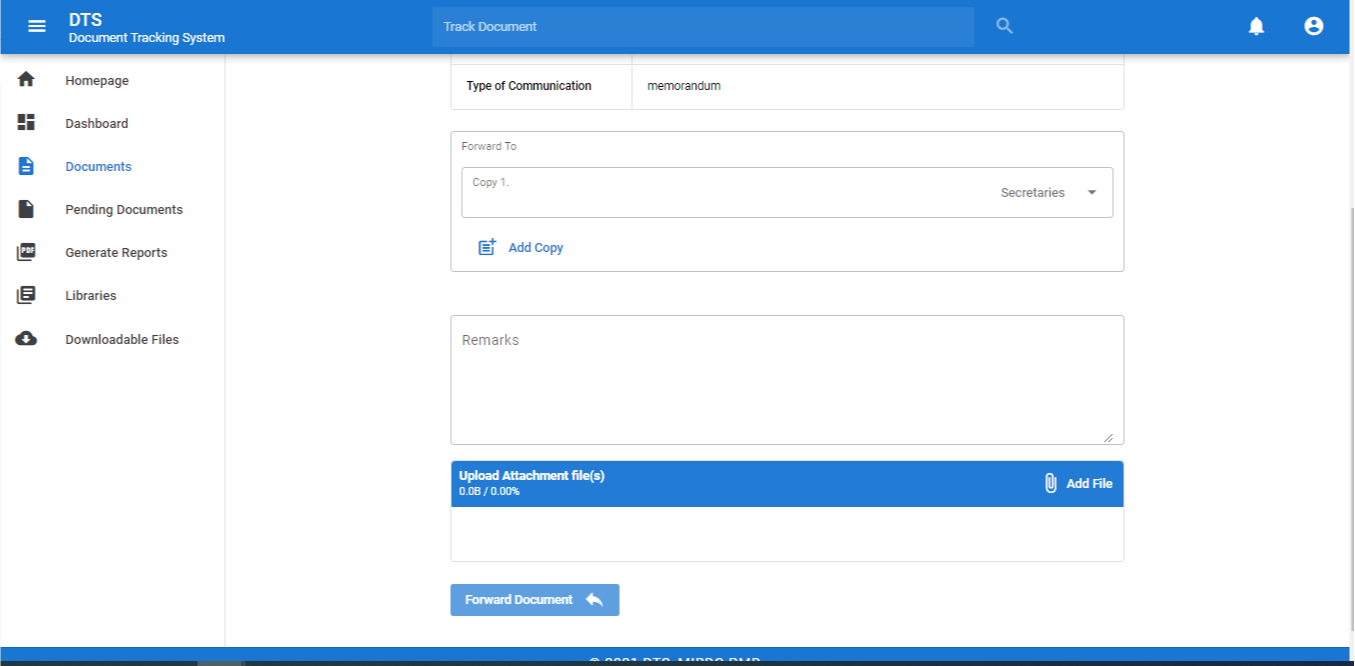 DTS
Document Tracking System
Track Document
Homepage
Dashboard
Documents
Pending Documents
PDF
Generate Reports
Libraries
Downloadable Files
Type of Communication memorandum
Forward To
Copy 1.
Secretaries
Add Copy
Remarks
Upload Attachment file(s)
0.0B / 0.00%
Add File
Forward Document